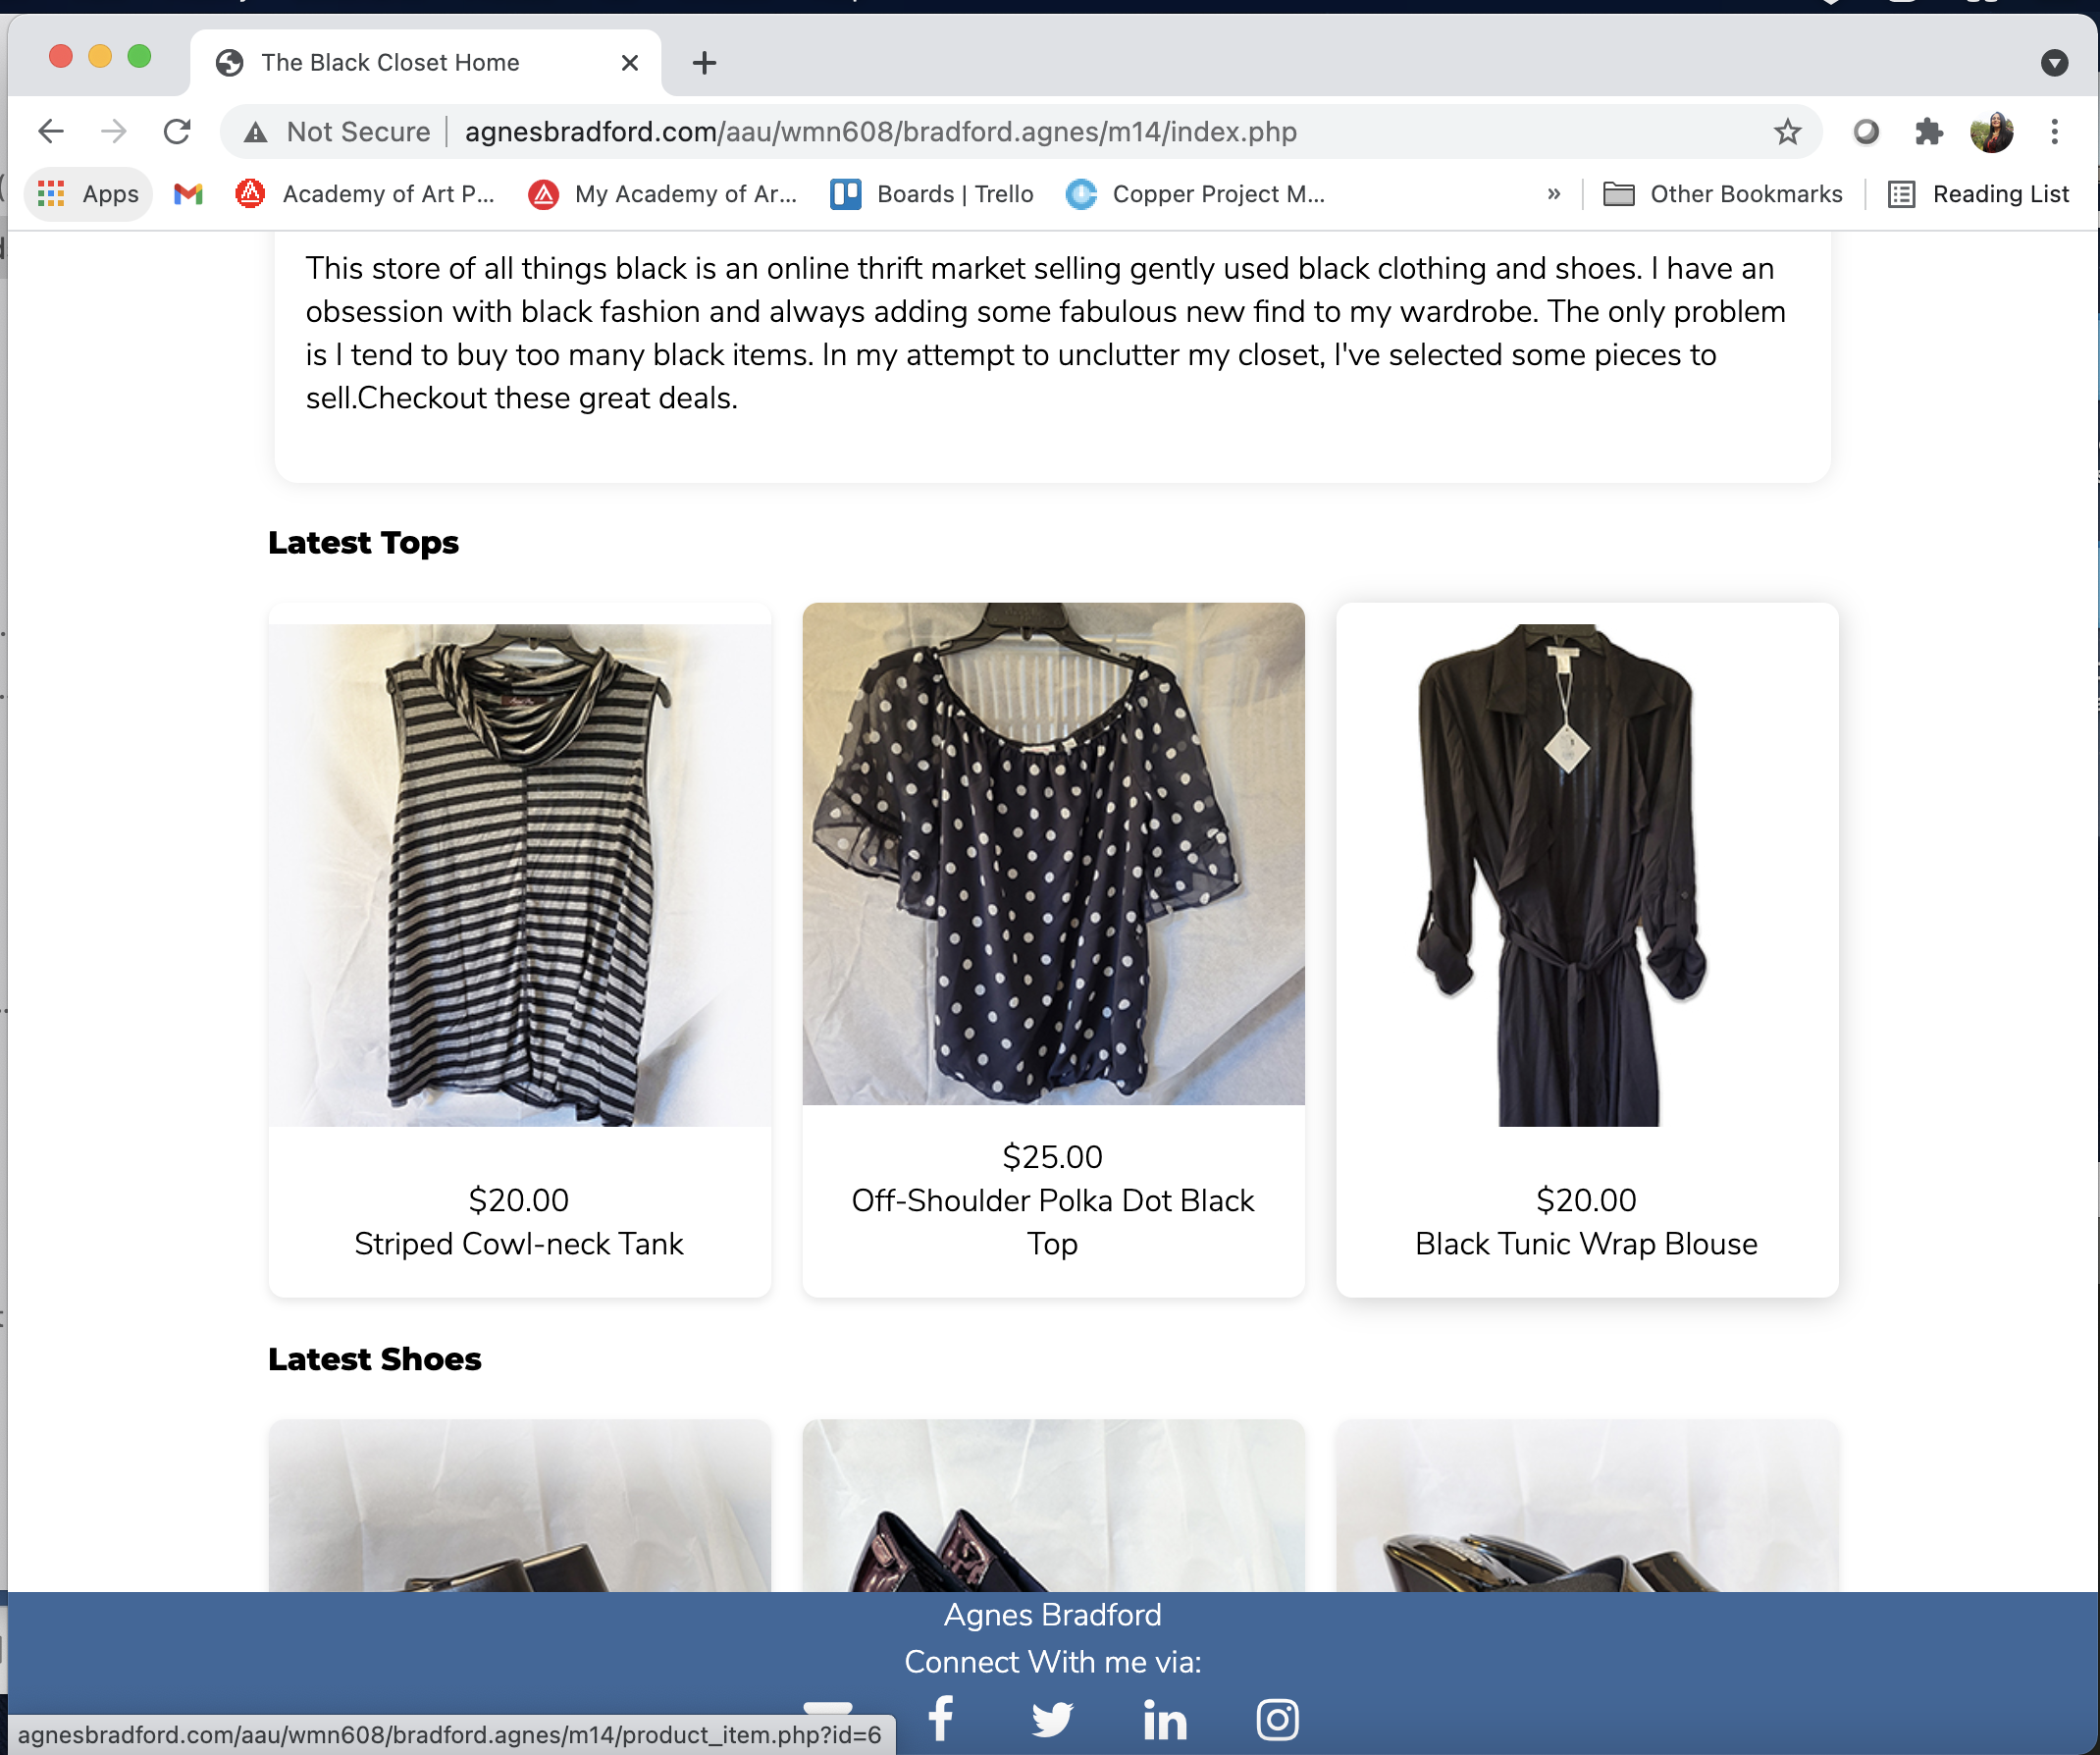 The Black Closet Home
Not Secure | agnesbradford.com/aau/wmn608/bradford.agnes/m14/index.php
Apps Academy of Art P... My Academy of Ar... Boards | Trello Copper Project M... » Other Bookmarks Reading List
This store of all things black is an online thrift market selling gently used black clothing and shoes. I have an
obsession with black fashion and always adding some fabulous new find to my wardrobe. The only problem
is I tend to buy too many black items. In my attempt to unclutter my closet, I've selected some pieces to
sell.Checkout these great deals.
Latest Tops
$20.00
Striped Cowl-neck Tank
$25.00
Off-Shoulder Polka Dot Black
Top
$20.00
Black Tunic Wrap Blouse
Latest Shoes
Agnes Bradford
Connect With me via:
agnesbradford.com/aau/wmn608/bradford.agnes/m14/product_item.php?id=6